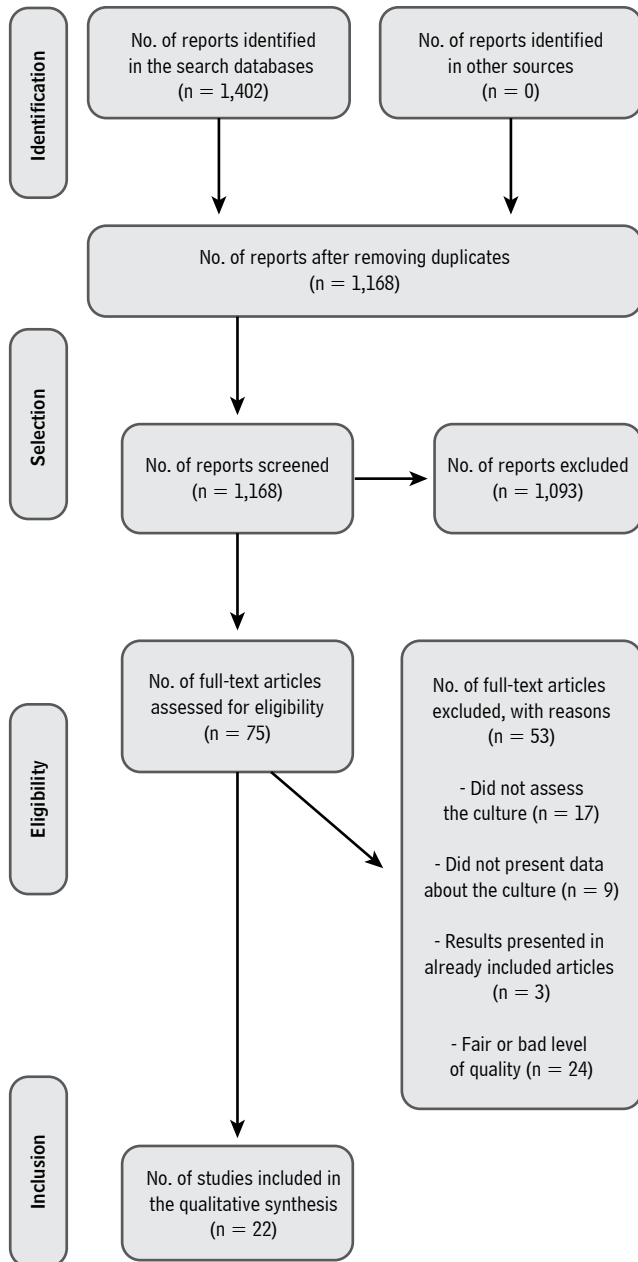 Identification
No. of reports identified
in the search databases
(n = 1,402)
No. of reports identified
in other sources
(n = 0)
No. of reports after removing duplicates
(n = 1,168)
Selection
No. of reports screened
(n = 1,168)
No. of reports excluded
(n = 1,093)
Eligibility
No. of full-text articles
assessed for eligibility
(n = 75)
No. of full-text articles
excluded, with reasons
(n = 53)
- Did not assess
the culture (n = 17)
- Did not present data
about the culture (n = 9)
- Results presented in
already included articles
(n = 3)
- Fair or bad level
of quality (n = 24)
Inclusion
No. of studies included in
the qualitative synthesis
(n = 22)